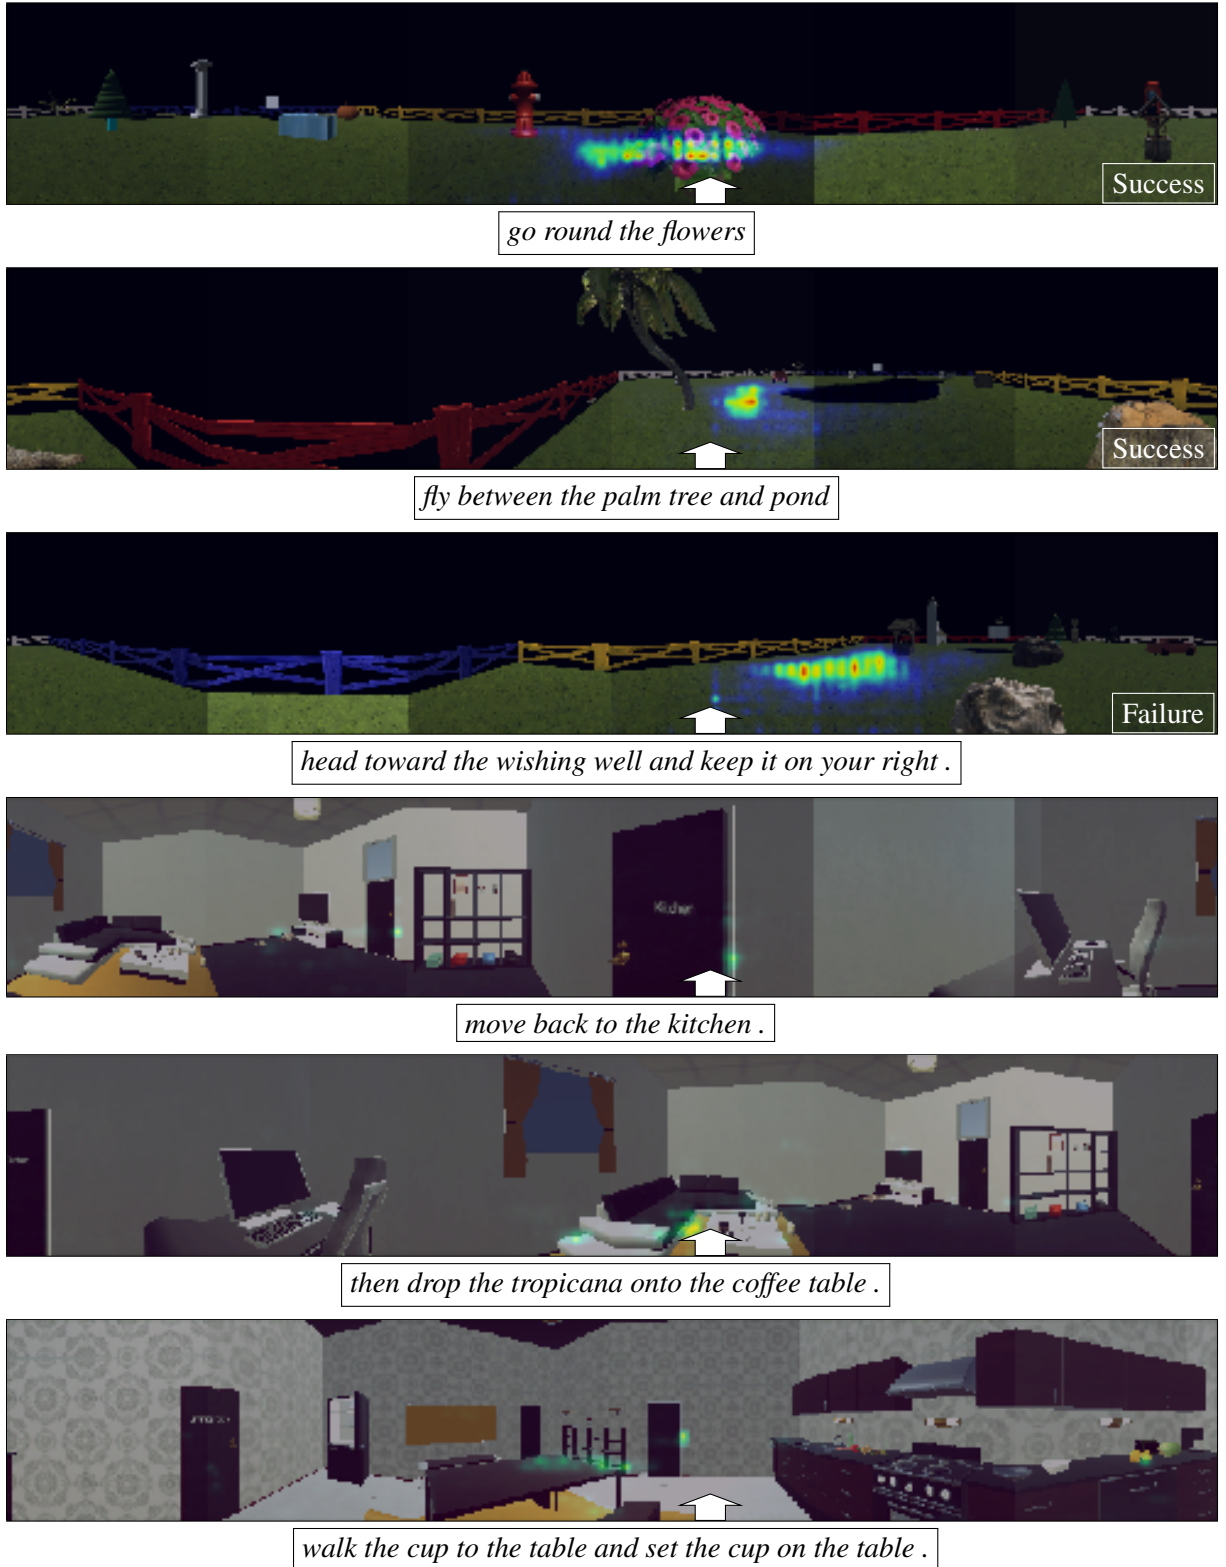 Success
go round the flowers
Success
fly between the palm tree and pond
Failure
head toward the wishing well and keep it on your right .
Kitchen
move back to the kitchen .
then drop the tropicana onto the coffee table .
walk the cup to the table and set the cup on the table .